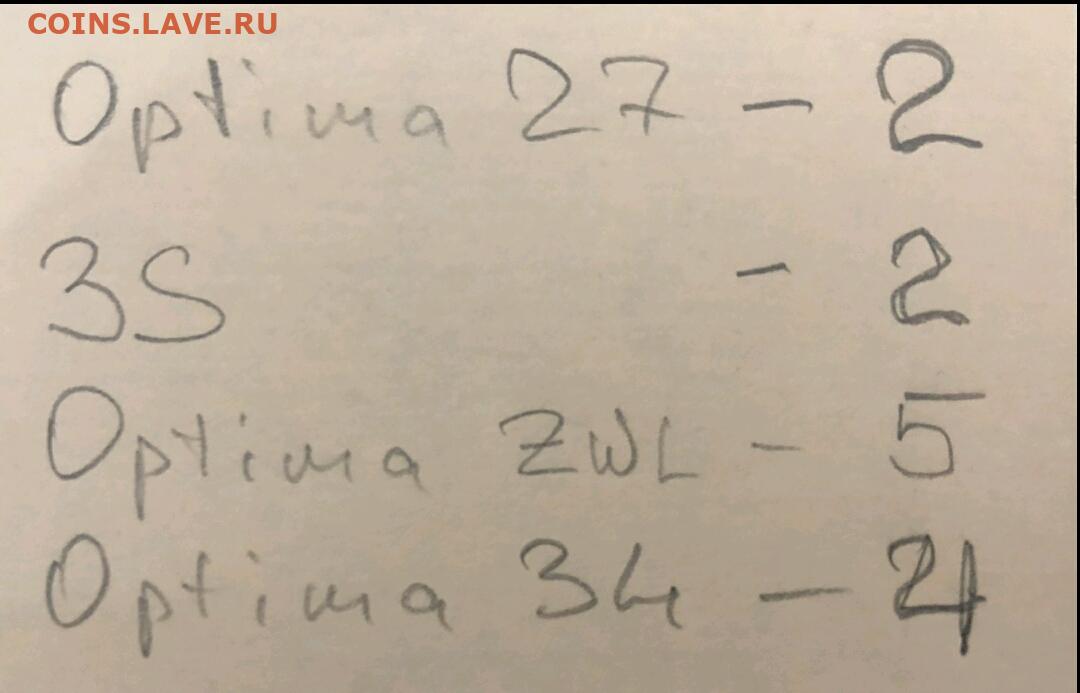 COINS.LAVE.RU
Optima 27 - 2
3S - 2
Optima ZWL - 5
Optima 34 - 4